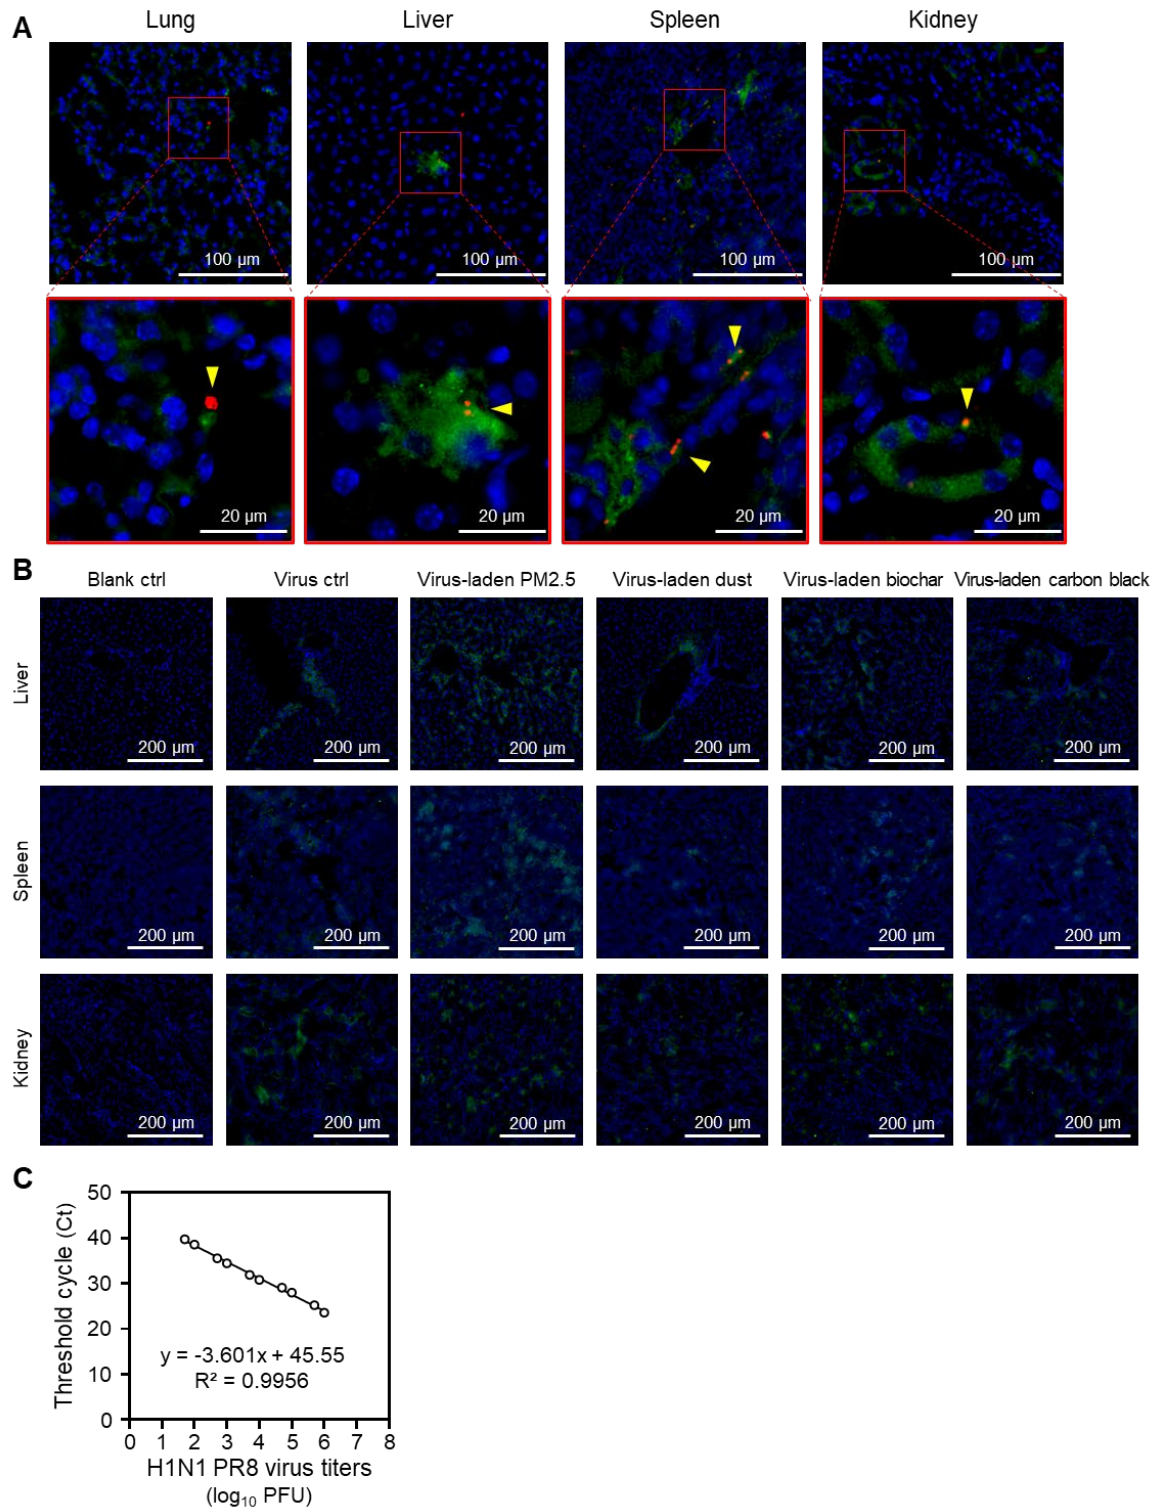 A
Lung Liver Spleen Kidney
100 µm 100 µm 100 µm 100 µm
20 µm 20 µm 20 µm 20 µm
B
Blank ctrl Virus ctrl Virus-laden PM2.5 Virus-laden dust Virus-laden biochar Virus-laden carbon black
Liver
200 µm 200 µm 200 µm 200 µm 200 µm 200 µm
Spleen
200 µm 200 µm 200 µm 200 µm 200 µm 200 µm
Kidney
200 µm 200 µm 200 µm 200 µm 200 µm 200 µm
C
Threshold cycle (Ct)
50
40
30
20
10
0
y = -3.601x + 45.55
R² = 0.9956
0 1 2 3 4 5 6 7 8
H1N1 PR8 virus titers
(log₁₀ PFU)